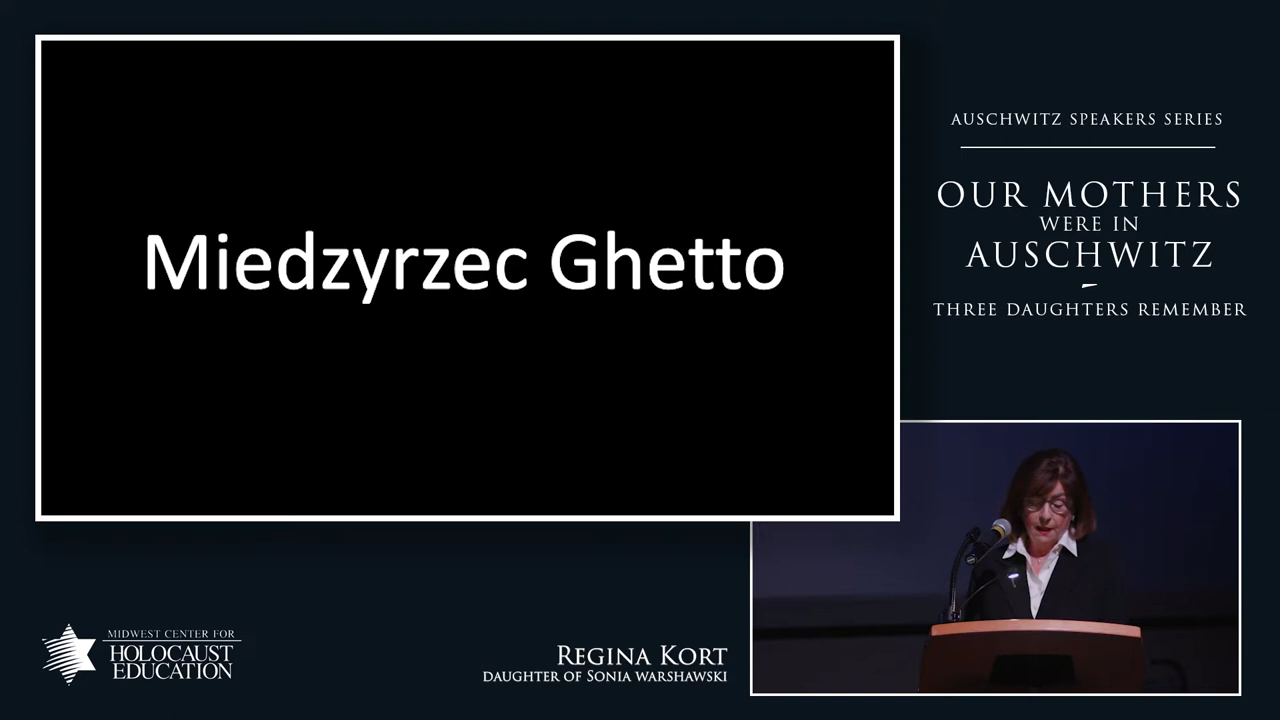 Miedzyrzec Ghetto
AUSCHWITZ SPEAKERS SERIES
OUR MOTHERS
WERE IN
AUSCHWITZ
THREE DAUGHTERS REMEMBER
MIDWEST CENTER FOR
HOLOCAUST
EDUCATION
REGINA KORT
DAUGHTER OF SONIA WARSHAWSKI